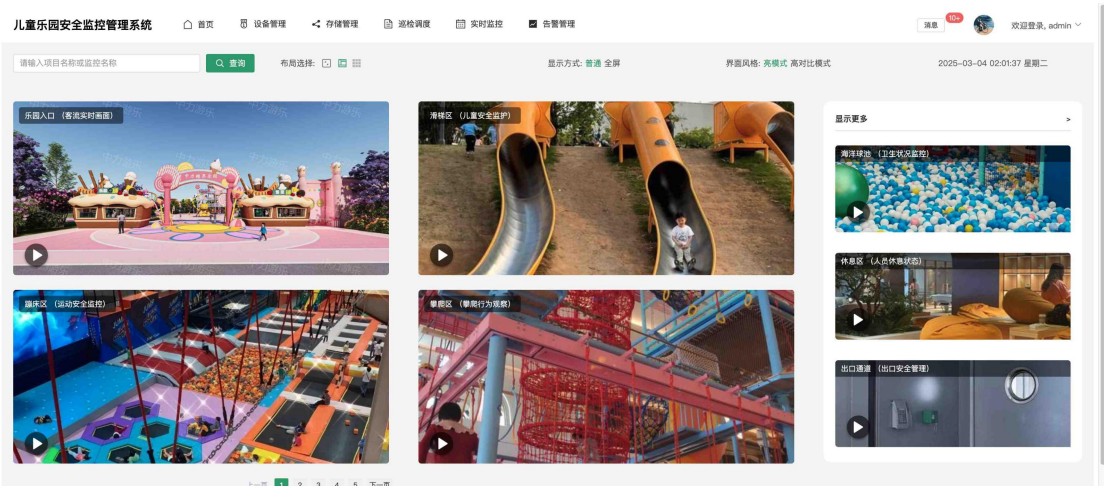 儿童乐园安全监控管理系统 首页 设备管理 存储管理 巡检调度 实时监控 告警管理 消息 10+ 欢迎登录, admin
请输入项目名称或监控名称 查询 布局选择: 显示方式: 普通 全屏 界面风格: 亮模式 高对比模式 2025-03-04 02:01:37 星期二
乐园入口 (客流实时画面)
滑梯区 (儿童安全监护)
蹦床区 (运动安全监控)
攀爬区 (攀爬行为观察)
显示更多 >
海洋球池 (卫生状况监控)
休息区 (人员休息状态)
出口通道 (出口安全管理)
上一页 1 2 3 4 5 下一页